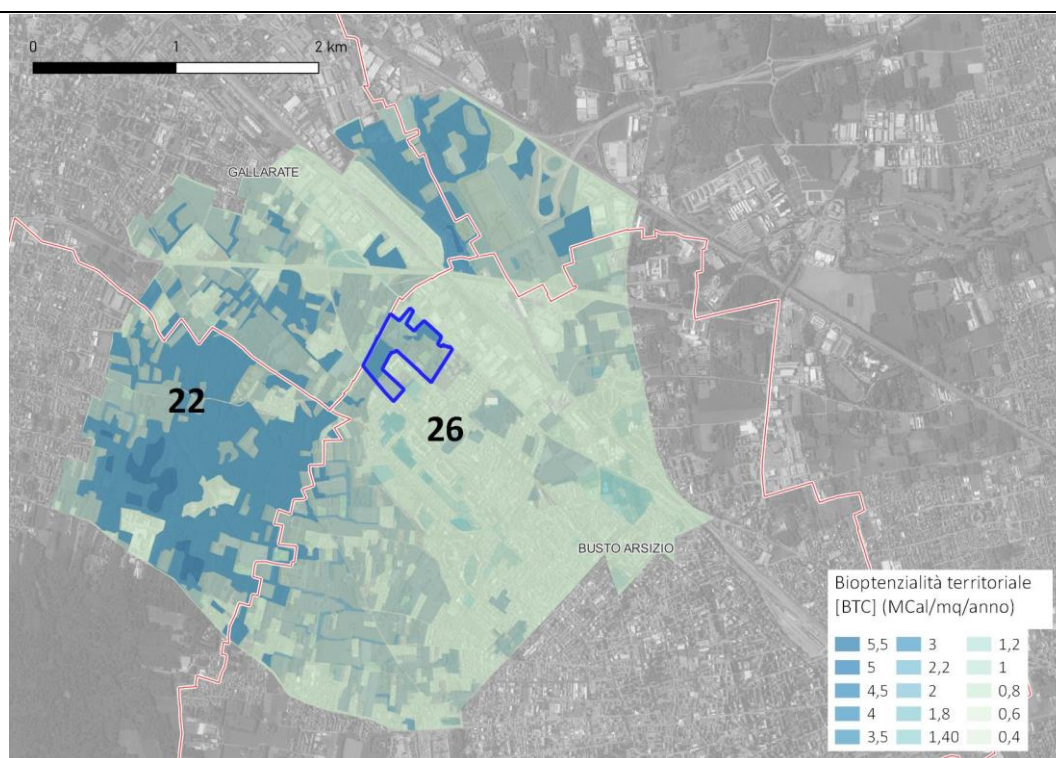 0 1 2 km
GALLARATE
22
26
BUSTO ARSIZIO
Bioptenzialità territoriale
[BTC] (MCal/mq/anno)
5,5 3 1,2
5 2,2 1
4,5 2 0,8
4 1,8 0,6
3,5 1,40 0,4